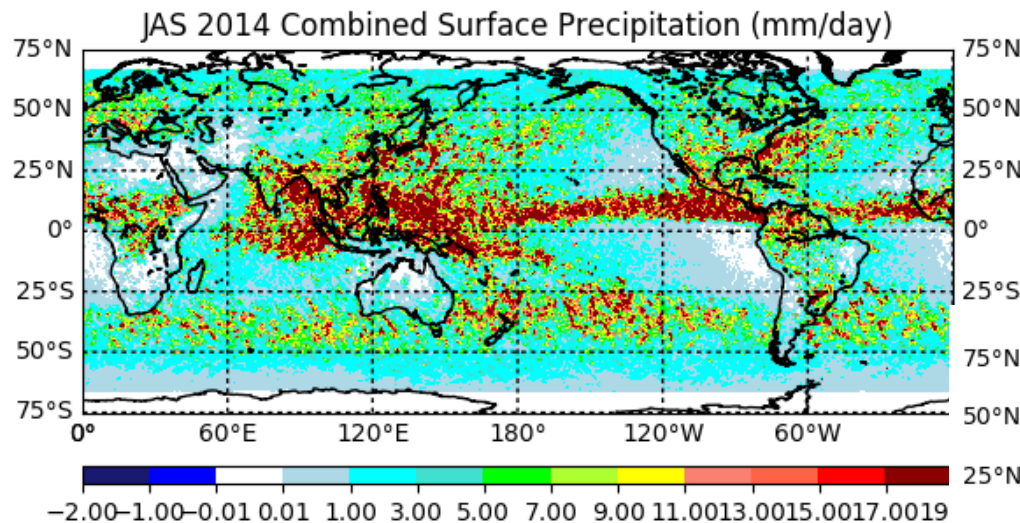 JAS 2014 Combined Surface Precipitation (mm/day)
75°N 75°N
50°N 50°N
25°N 25°N
0° 0°
25°S 25°S
50°S 75°N
75°S 50°N
0° 60°E 120°E 180° 120°W 60°W
25°N
−2.00−1.00−0.01 0.01 1.00 3.00 5.00 7.00 9.00 11.0013.0015.0017.0019